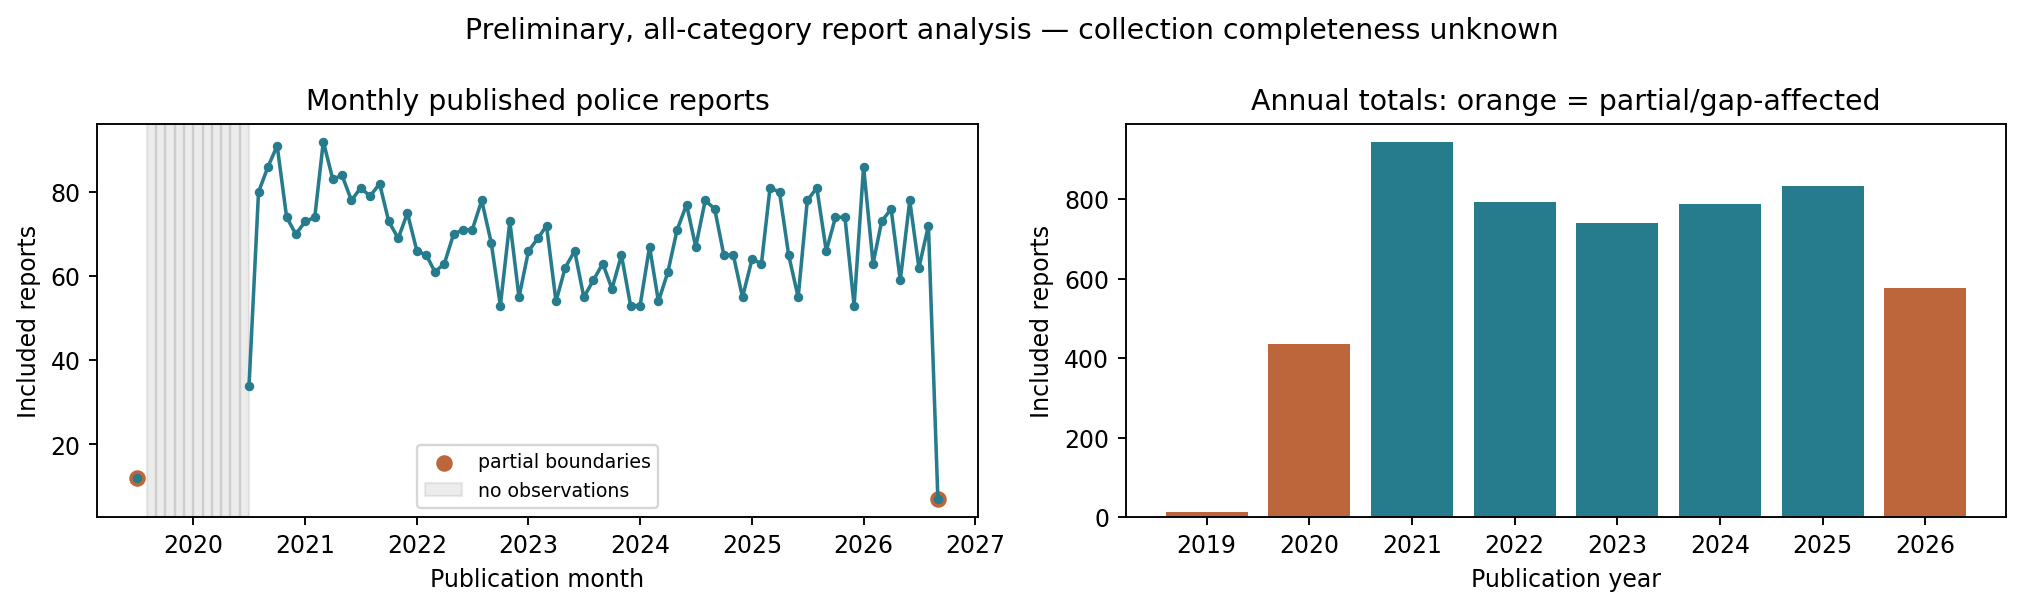 Preliminary, all-category report analysis — collection completeness unknown
Monthly published police reports
Included reports
80
60
40
20
partial boundaries
no observations
2020 2021 2022 2023 2024 2025 2026 2027
Publication month
Annual totals: orange = partial/gap-affected
Included reports
800
600
400
200
0
2019 2020 2021 2022 2023 2024 2025 2026
Publication year